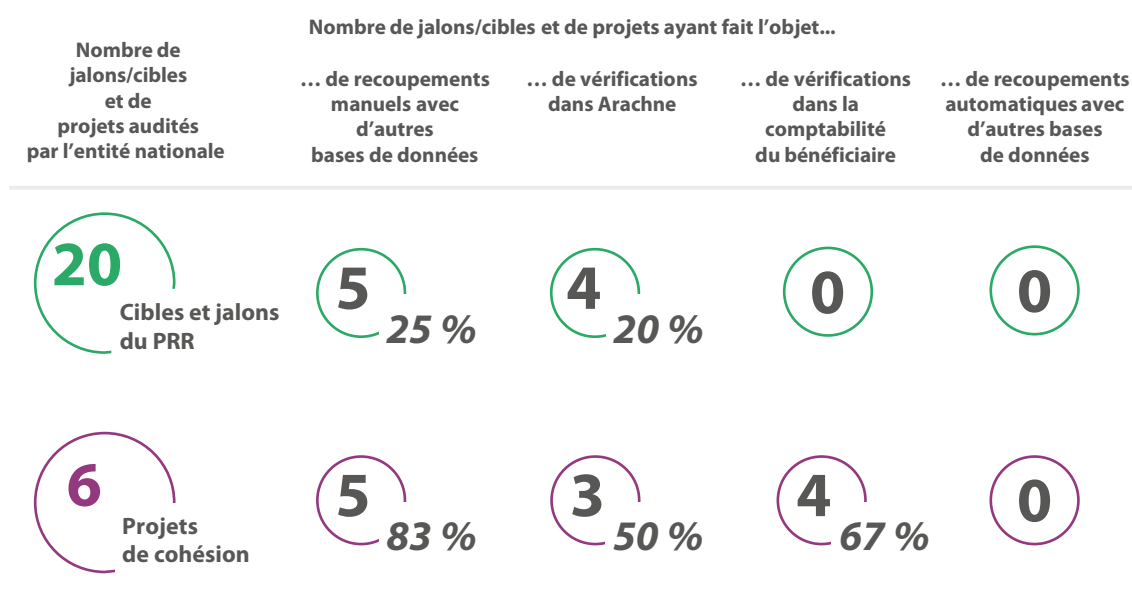 Nombre de jalons/cibles et de projets ayant fait l’objet...
Nombre de
jalons/cibles
et de
projets audités
par l’entité nationale
... de recoupements
manuels avec
d’autres
bases de données
... de vérifications
dans Arachne
... de vérifications
dans la
comptabilité
du bénéficiaire
... de recoupements
automatiques avec
d’autres bases
de données
20
Cibles et jalons
du PRR
5
25 %
4
20 %
0
0
6
Projets
de cohésion
5
83 %
3
50 %
4
67 %
0